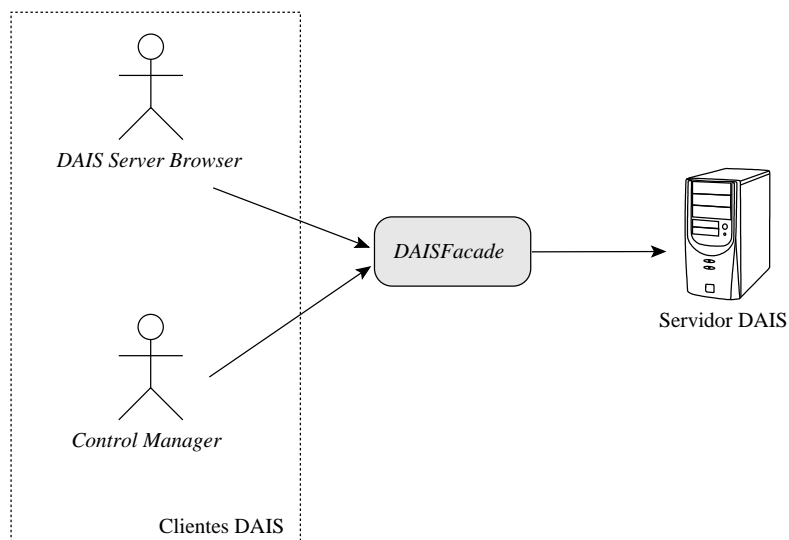 DAIS Server Browser
DAISFacade
Servidor DAIS
Control Manager
Clientes DAIS